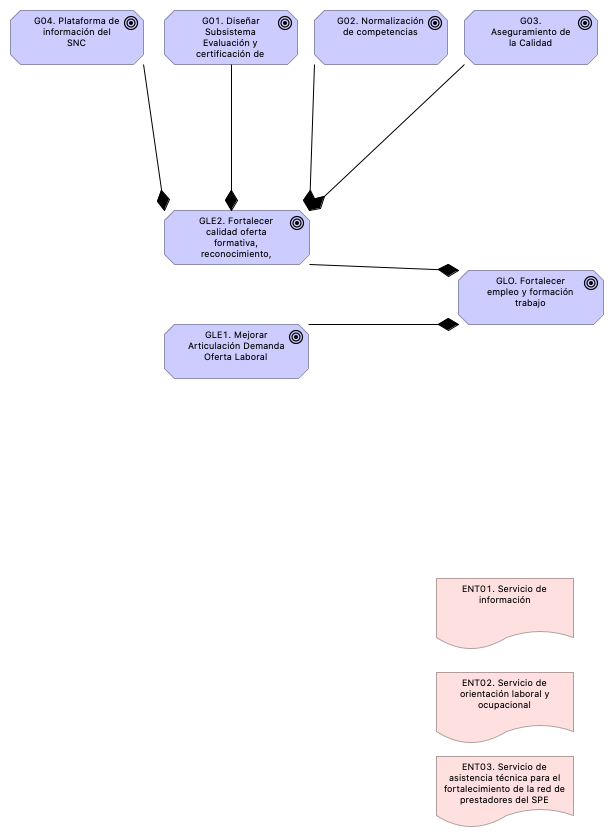 G04. Plataforma de
información del
SNC
G01. Diseñar
Subsistema
Evaluación y
certificación de
G02. Normalización
de competencias
G03.
Aseguramiento de
la Calidad
GLE2. Fortalecer
calidad oferta
formativa,
reconocimiento,
GLO. Fortalecer
empleo y formación
trabajo
GLE1. Mejorar
Articulación Demanda
Oferta Laboral
ENT01. Servicio de
información
ENT02. Servicio de
orientación laboral y
ocupacional
ENT03. Servicio de
asistencia técnica para el
fortalecimiento de la red de
prestadores del SPE